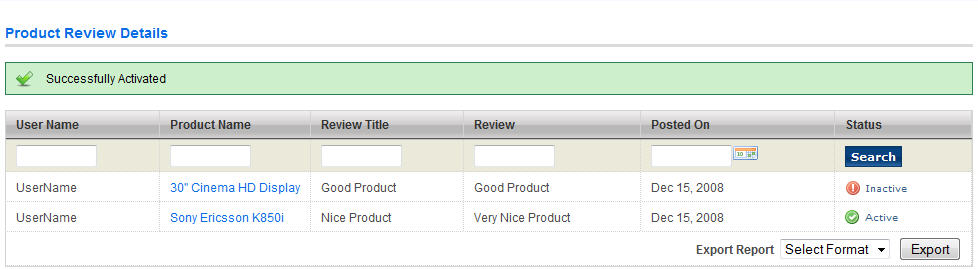 Product Review Details
Successfully Activated
User Name Product Name Review Title Review Posted On Status
10 Search
UserName 30" Cinema HD Display Good Product Good Product Dec 15, 2008 Inactive
UserName Sony Ericsson K850i Nice Product Very Nice Product Dec 15, 2008 Active
Export Report Select Format Export